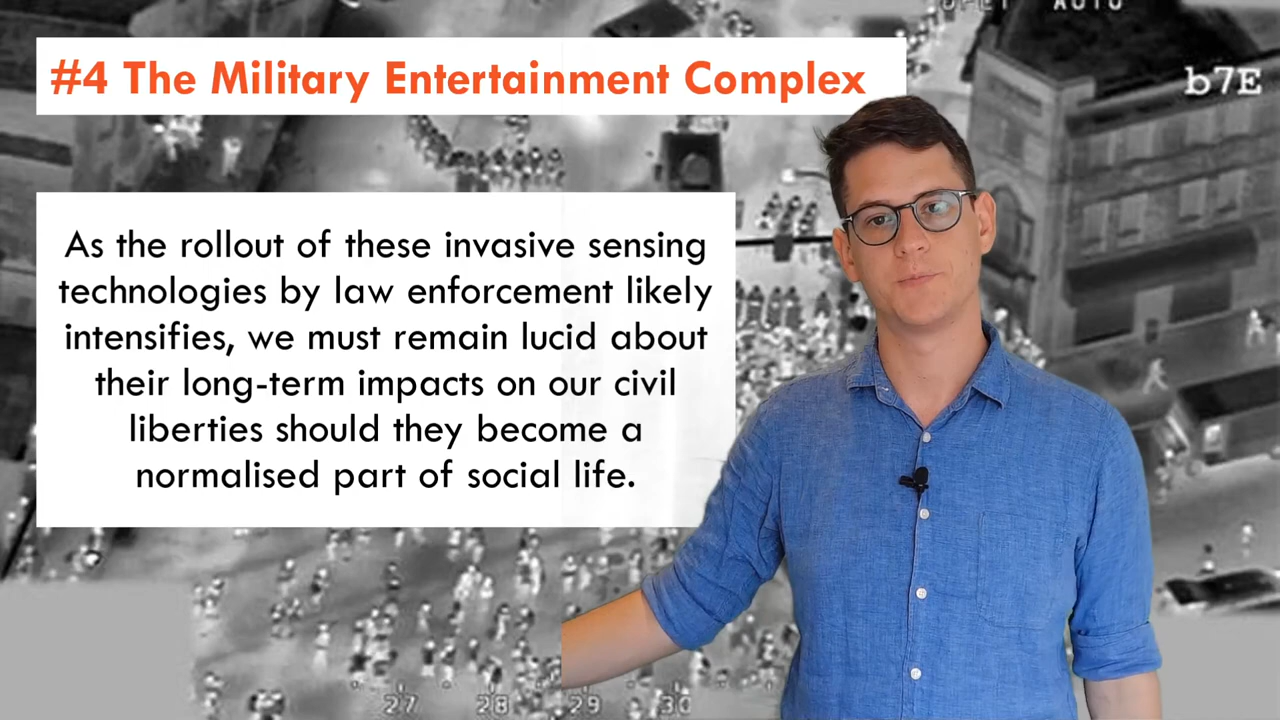 #4 The Military Entertainment Complex
b7E
As the rollout of these invasive sensing
technologies by law enforcement likely
intensifies, we must remain lucid about
their long-term impacts on our civil
liberties should they become a
normalised part of social life.
27 28 29 30